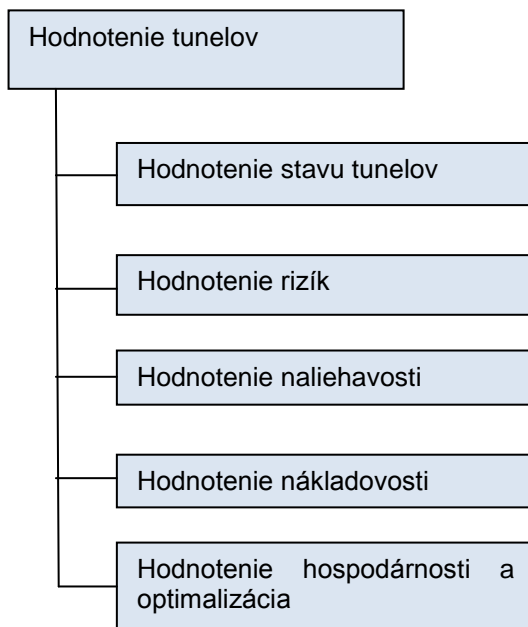 Hodnotenie tunelov
Hodnotenie stavu tunelov
Hodnotenie rizík
Hodnotenie naliehavosti
Hodnotenie nákladovosti
Hodnotenie hospodárnosti a
optimalizácia